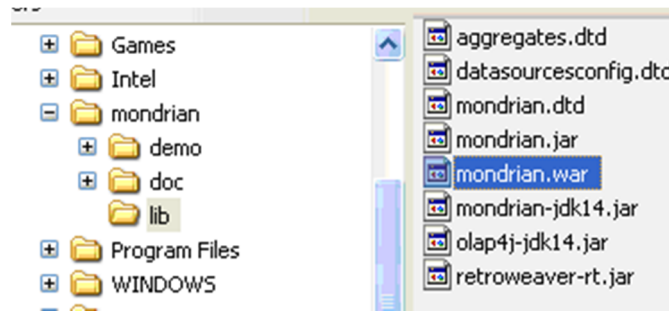 Games
Intel
mondrian
demo
doc
lib
Program Files
WINDOWS
aggregates.dtd
datasourcesconfig.dtd
mondrian.dtd
mondrian.jar
mondrian.war
mondrian-jdk14.jar
olap4j-jdk14.jar
retroweaver-rt.jar